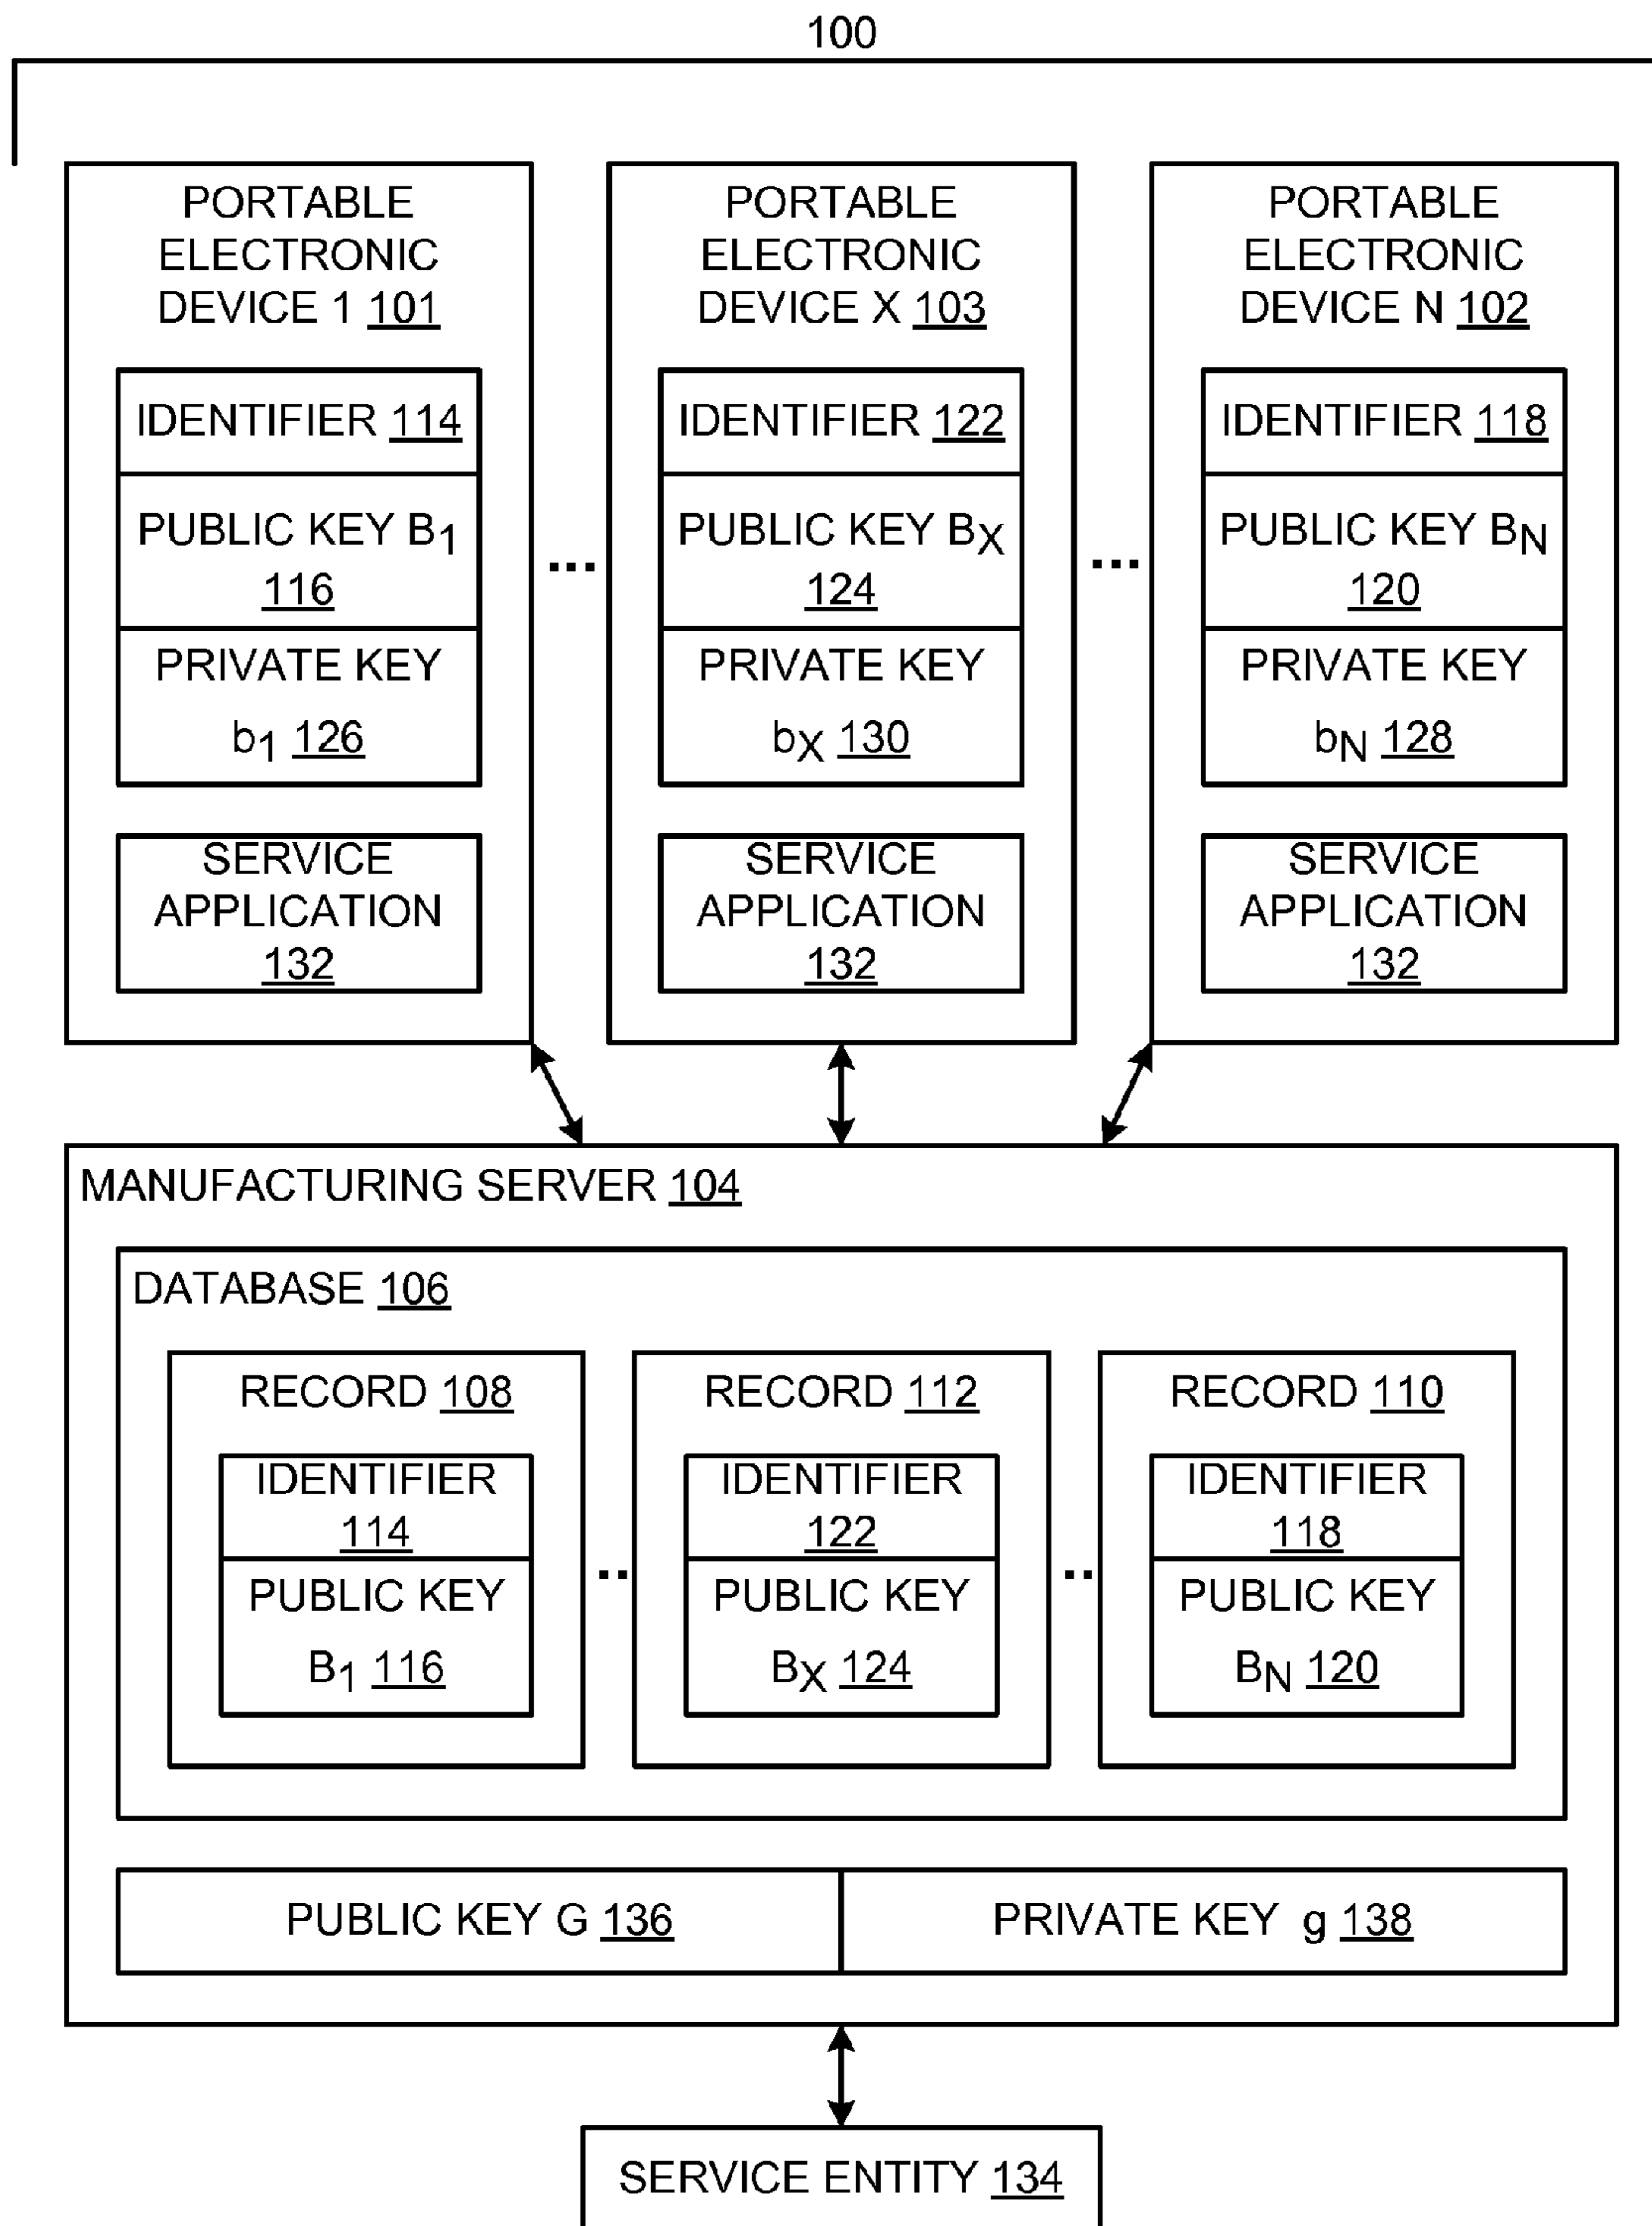 100
PORTABLE
ELECTRONIC
DEVICE 1 101
IDENTIFIER 114
PUBLIC KEY B1
116
PRIVATE KEY
b1 126
SERVICE
APPLICATION
132
...
PORTABLE
ELECTRONIC
DEVICE X 103
IDENTIFIER 122
PUBLIC KEY BX
124
PRIVATE KEY
bX 130
SERVICE
APPLICATION
132
...
PORTABLE
ELECTRONIC
DEVICE N 102
IDENTIFIER 118
PUBLIC KEY BN
120
PRIVATE KEY
bN 128
SERVICE
APPLICATION
132
MANUFACTURING SERVER 104
DATABASE 106
RECORD 108
IDENTIFIER
114
PUBLIC KEY
B1 116
..
RECORD 112
IDENTIFIER
122
PUBLIC KEY
BX 124
..
RECORD 110
IDENTIFIER
118
PUBLIC KEY
BN 120
PUBLIC KEY G 136
PRIVATE KEY g 138
SERVICE ENTITY 134